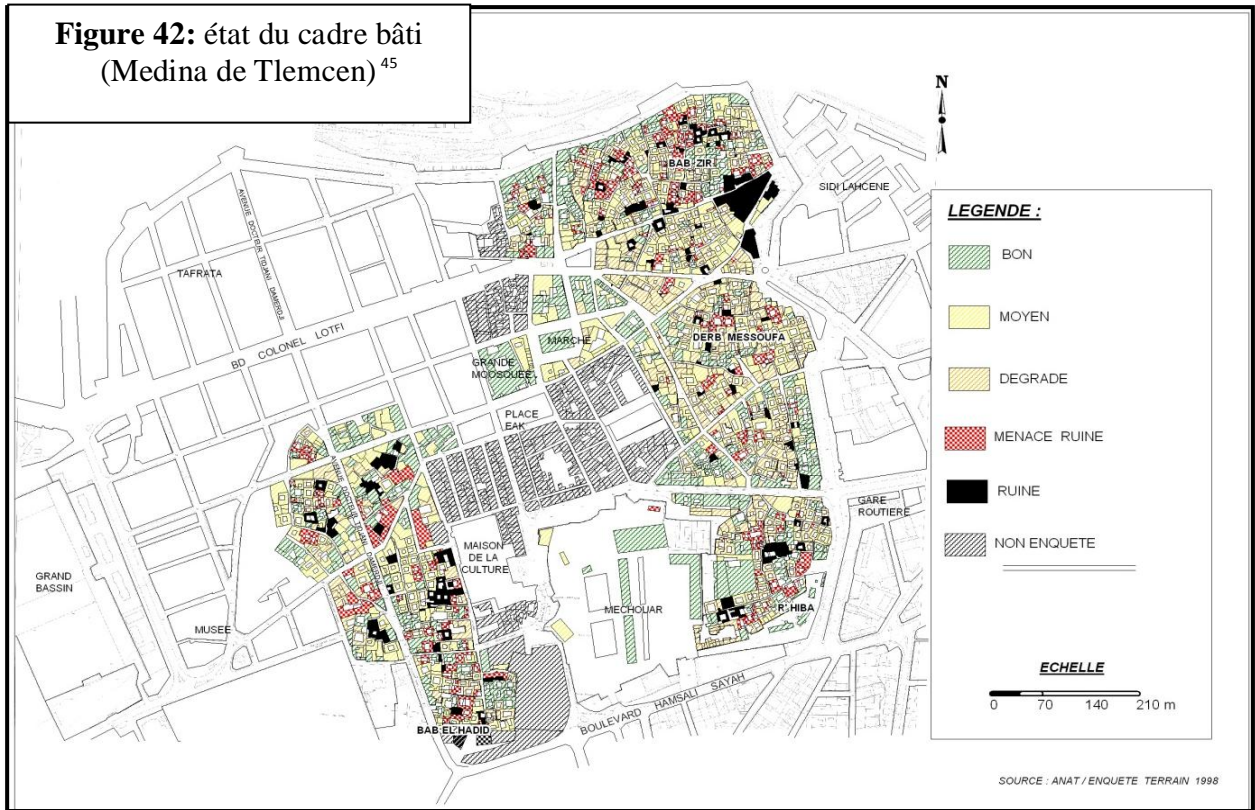 Figure 42: état du cadre bâti
(Medina de Tlemcen) 45
N
BAB ZIR
SIDI LAHCENE
TAFRATA
AVENUE DOCTEUR TIDJANI DAMERDJI
BD COLONEL LOTFI
DERB MESSOUFA
MARCHE
GRANDE
MOOSQUEE
PLACE
EAK
GARE
ROUTIERE
MAISON
DE LA
CULTURE
GRAND
BASSIN
MUSEE
MECHOUAR
R'HIBA
BOULEVARD HAMSALI SAYAH
BAB EL HADID
LEGENDE :
BON
MOYEN
DEGRADE
MENACE RUINE
RUINE
NON ENQUETE
ECHELLE
0 70 140 210 m
SOURCE : ANAT / ENQUETE TERRAIN 1998